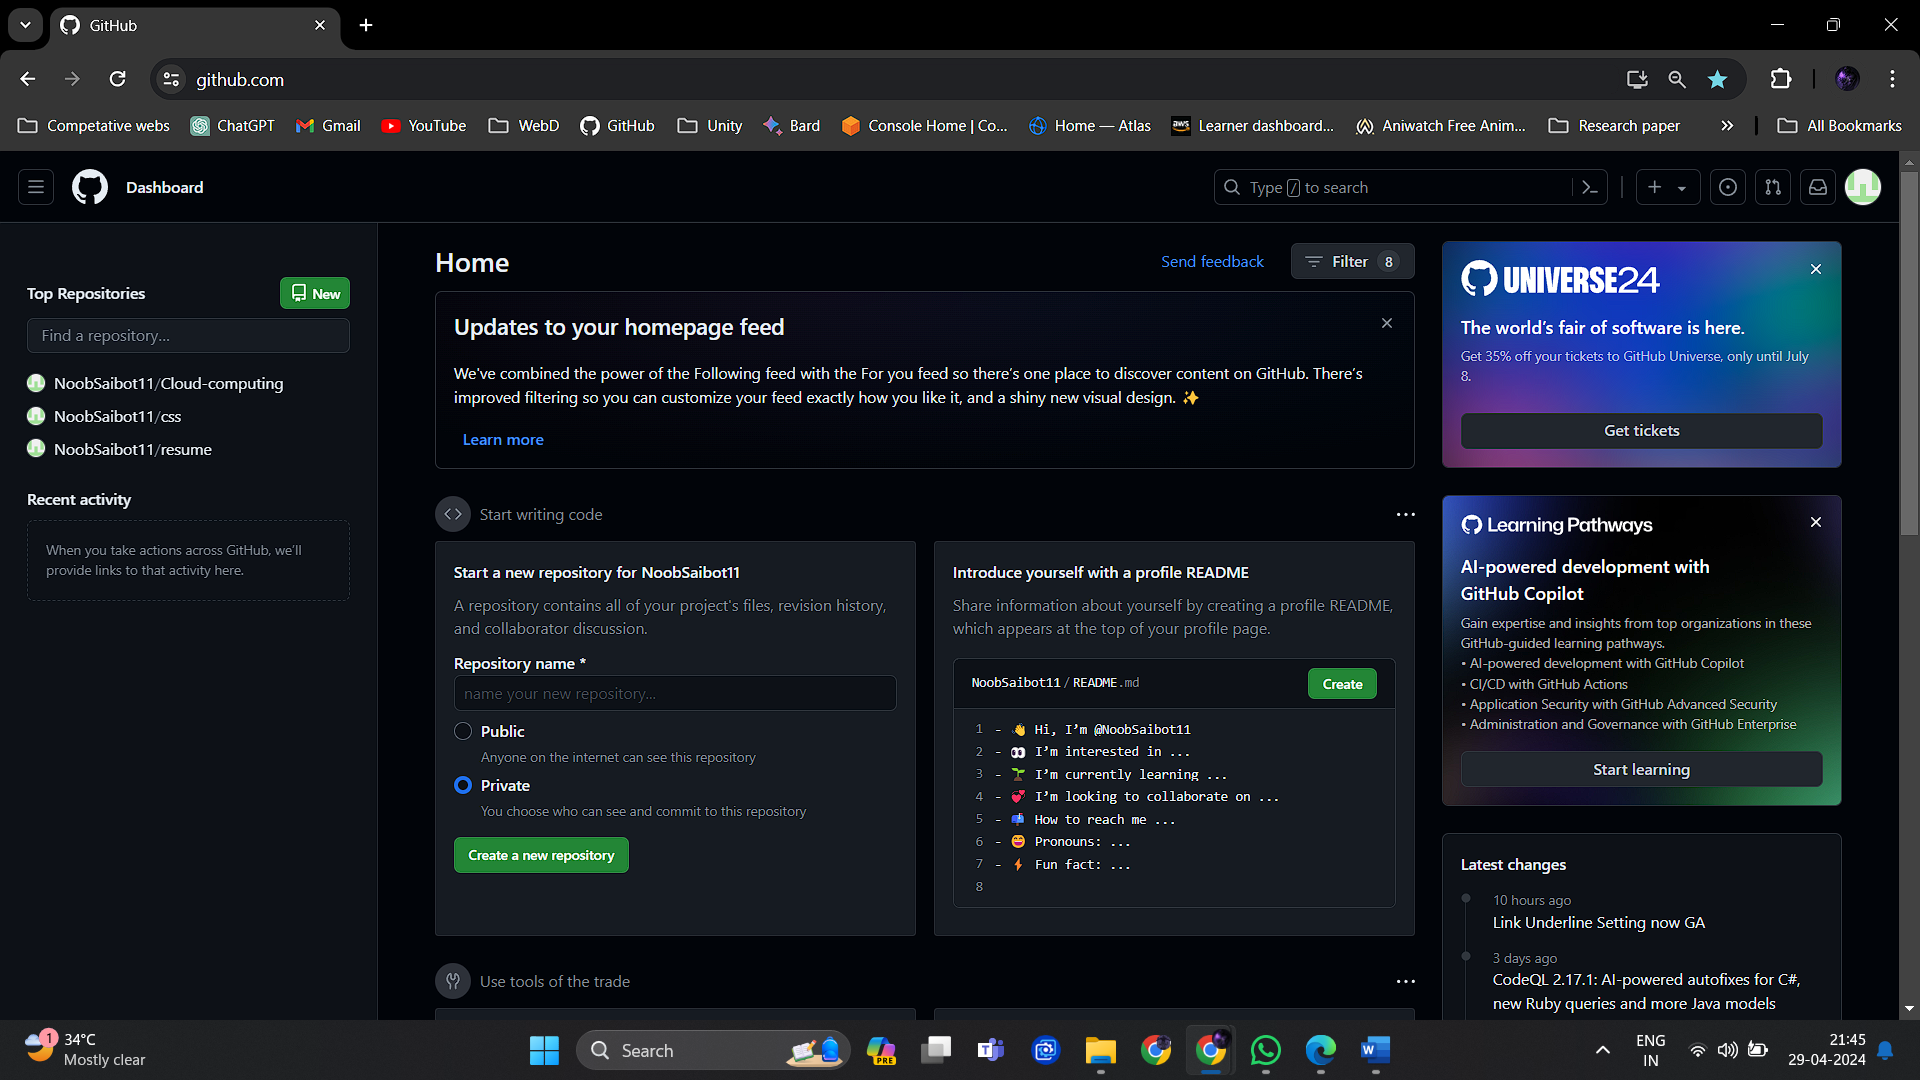 GitHub
github.com
Competative webs
ChatGPT
Gmail
YouTube
WebD
GitHub
Unity
Bard
Console Home | Co...
Home — Atlas
Learner dashboard...
Aniwatch Free Anim...
Research paper
All Bookmarks
Dashboard
Type / to search
Top Repositories
New
Find a repository...
NoobSaibot11/Cloud-computing
NoobSaibot11/css
NoobSaibot11/resume
Recent activity
When you take actions across GitHub, we'll
provide links to that activity here.
Home
Send feedback
Filter 8
Updates to your homepage feed
We've combined the power of the Following feed with the For you feed so there's one place to discover content on GitHub. There's
improved filtering so you can customize your feed exactly how you like it, and a shiny new visual design. ✨
Learn more
Start writing code
Start a new repository for NoobSaibot11
A repository contains all of your project's files, revision history,
and collaborator discussion.
Repository name *
name your new repository...
Public
Anyone on the internet can see this repository
Private
You choose who can see and commit to this repository
Create a new repository
Introduce yourself with a profile README
Share information about yourself by creating a profile README,
which appears at the top of your profile page.
NoobSaibot11 / README.md
Create
1 - 👋 Hi, I'm @NoobSaibot11
2 - 👀 I'm interested in ...
3 - 🌱 I'm currently learning ...
4 - 💞️ I'm looking to collaborate on ...
5 - 📫 How to reach me ...
6 - 😄 Pronouns: ...
7 - ⚡ Fun fact: ...
8
Use tools of the trade
UNIVERSE24
The world's fair of software is here.
Get 35% off your tickets to GitHub Universe, only until July
8.
Get tickets
Learning Pathways
AI-powered development with
GitHub Copilot
Gain expertise and insights from top organizations in these
GitHub-guided learning pathways.
• AI-powered development with GitHub Copilot
• CI/CD with GitHub Actions
• Application Security with GitHub Advanced Security
• Administration and Governance with GitHub Enterprise
Start learning
Latest changes
10 hours ago
Link Underline Setting now GA
3 days ago
CodeQL 2.17.1: AI-powered autofixes for C#,
new Ruby queries and more Java models
1
34°C
Mostly clear
Search
PRE
ENG
IN
21:45
29-04-2024